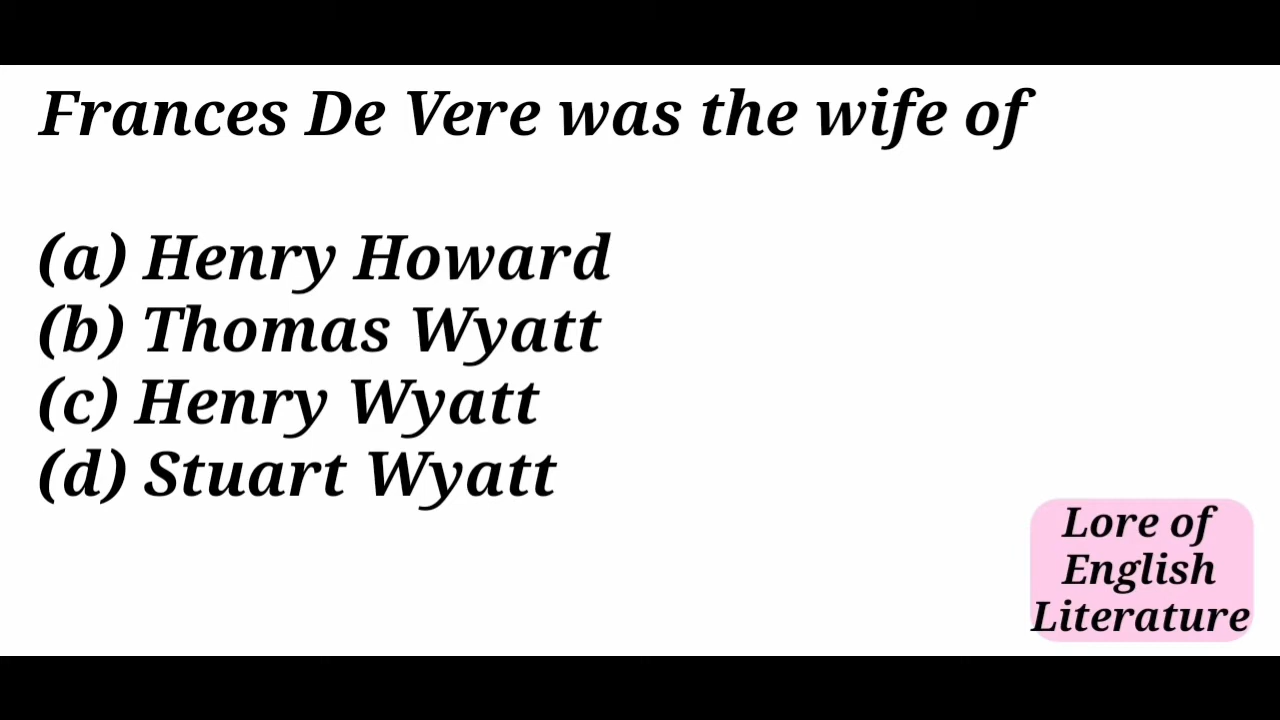 Frances De Vere was the wife of
(a) Henry Howard
(b) Thomas Wyatt
(c) Henry Wyatt
(d) Stuart Wyatt
Lore of
English
Literature